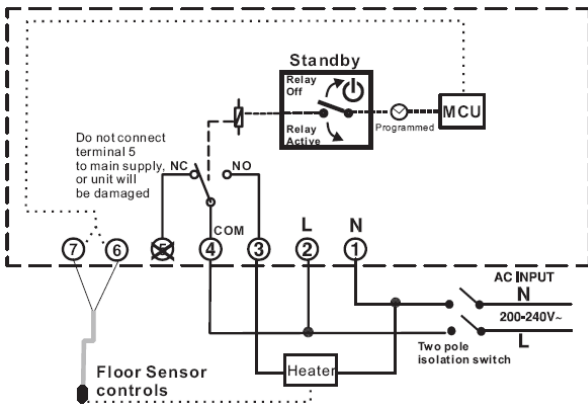 Standby
Relay
Off
Relay
Active
Programmed
MCU
Do not connect
terminal 5
to main supply,
or unit will
be damaged
NC
NO
COM
L
N
7
6
5
4
3
2
1
AC INPUT
N
200-240V~
L
Two pole
isolation switch
Heater
Floor Sensor
controls